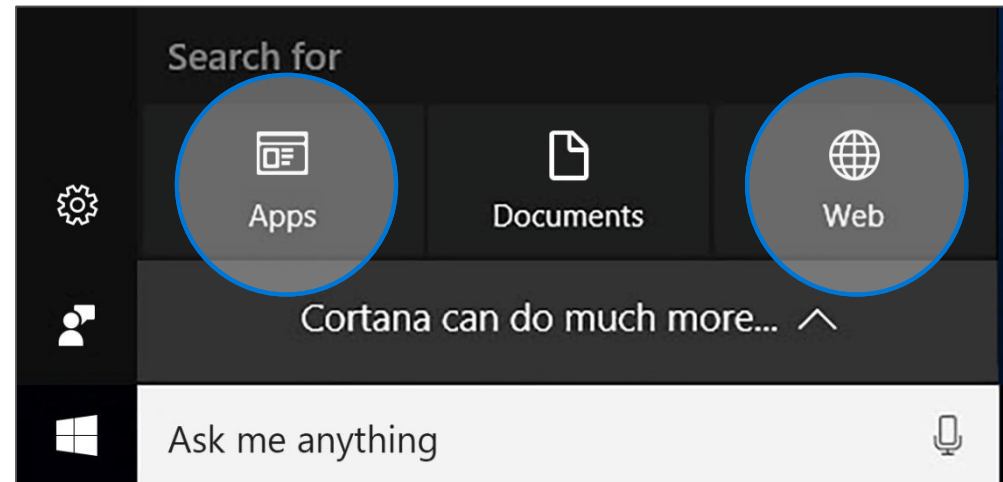 Search for
Apps Documents Web
Cortana can do much more...
Ask me anything